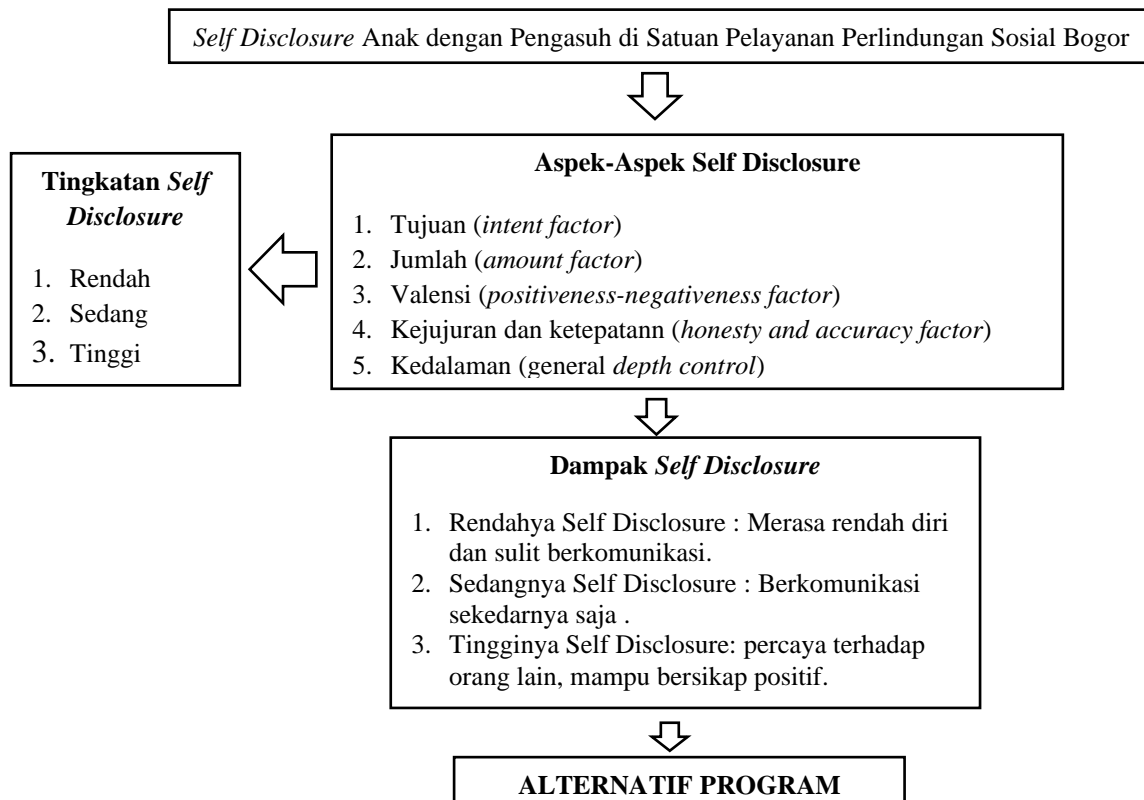 Self Disclosure Anak dengan Pengasuh di Satuan Pelayanan Perlindungan Sosial Bogor
Aspek-Aspek Self Disclosure
1. Tujuan (intent factor)
2. Jumlah (amount factor)
3. Valensi (positiveness-negativeness factor)
4. Kejujuran dan ketepatann (honesty and accuracy factor)
5. Kedalaman (general depth control)
Tingkatan Self
Disclosure
1. Rendah
2. Sedang
3. Tinggi
Dampak Self Disclosure
1. Rendahya Self Disclosure : Merasa rendah diri
dan sulit berkomunikasi.
2. Sedangnya Self Disclosure : Berkomunikasi
sekedarnya saja .
3. Tingginya Self Disclosure: percaya terhadap
orang lain, mampu bersikap positif.
ALTERNATIF PROGRAM